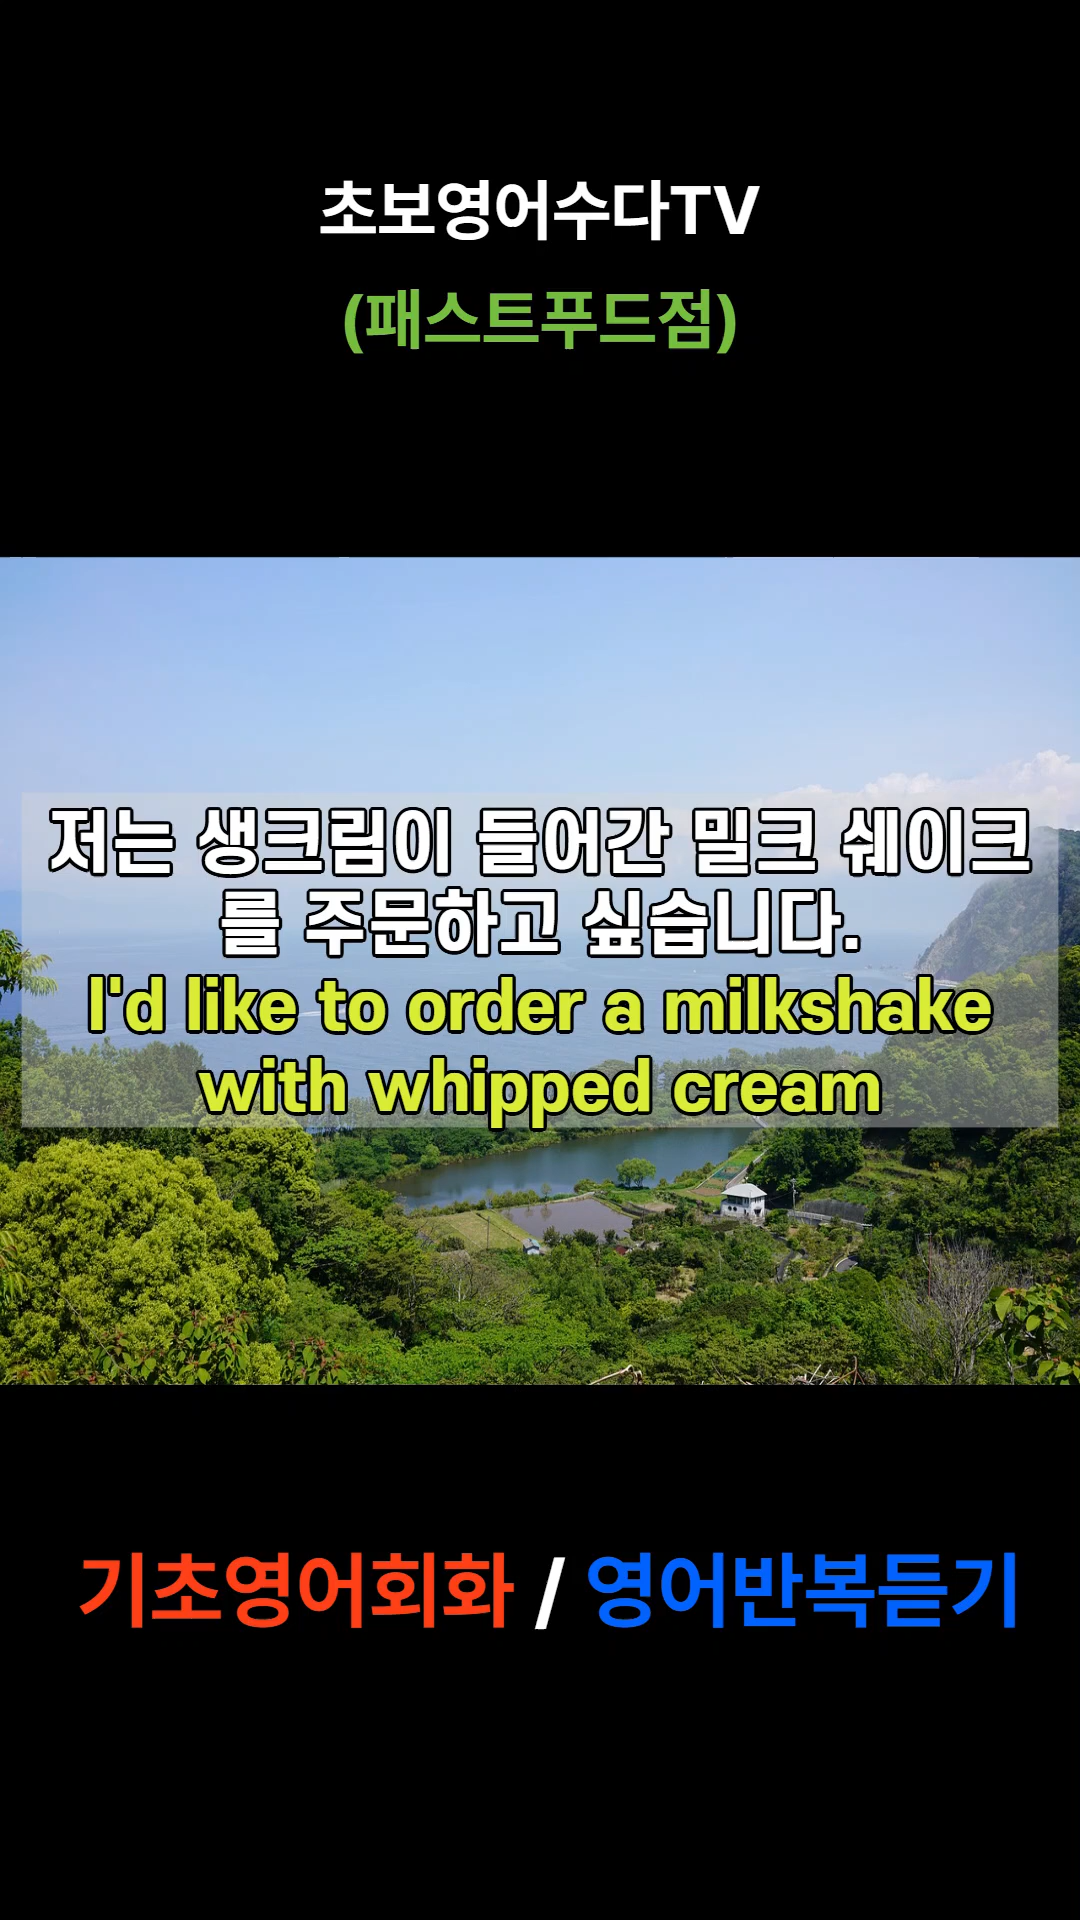 초보영어수다TV
(패스트푸드점)
저는 생크림이 들어간 밀크 쉐이크
를 주문하고 싶습니다.
I'd like to order a milkshake
with whipped cream
기초영어회화 / 영어반복듣기